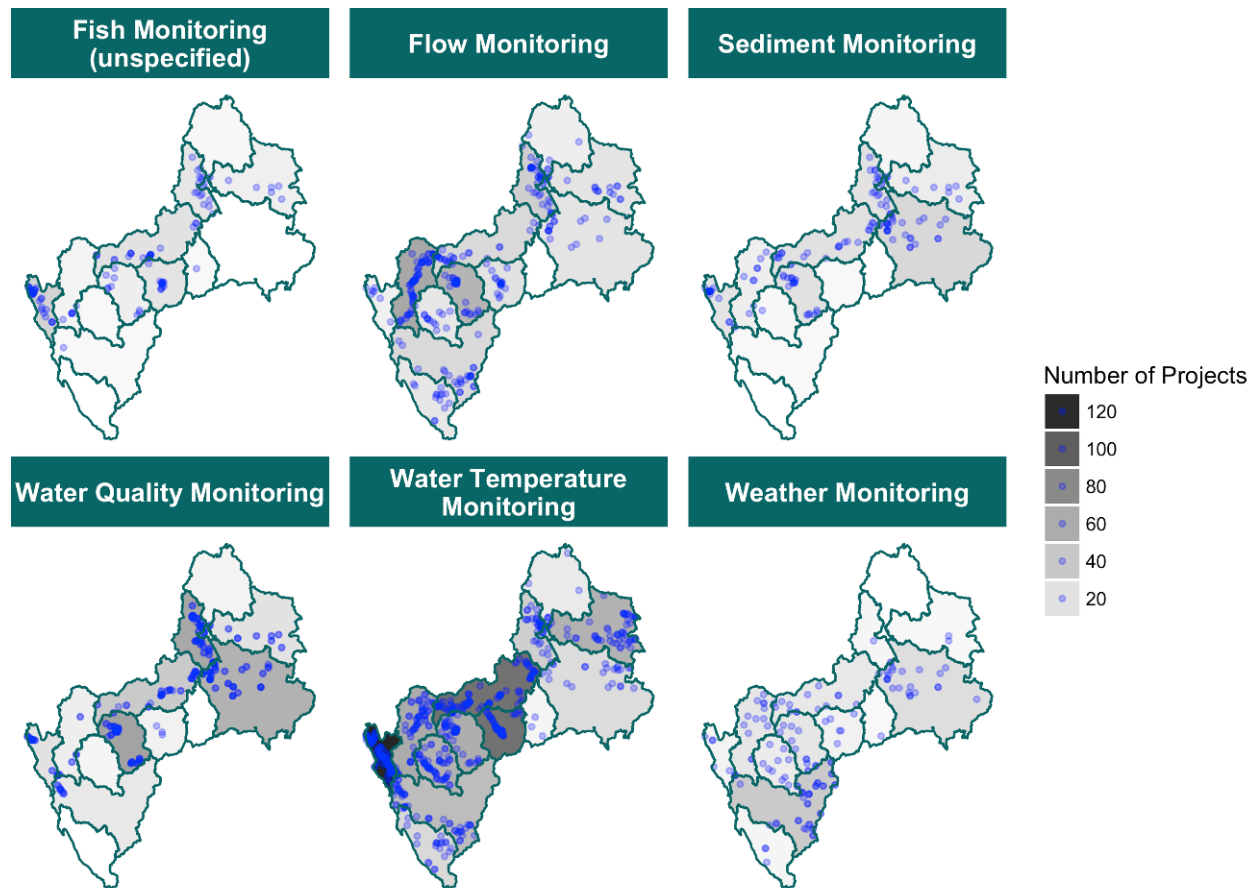 Fish Monitoring
(unspecified)
Flow Monitoring
Sediment Monitoring
Water Quality Monitoring
Water Temperature
Monitoring
Weather Monitoring
Number of Projects
120
100
80
60
40
20